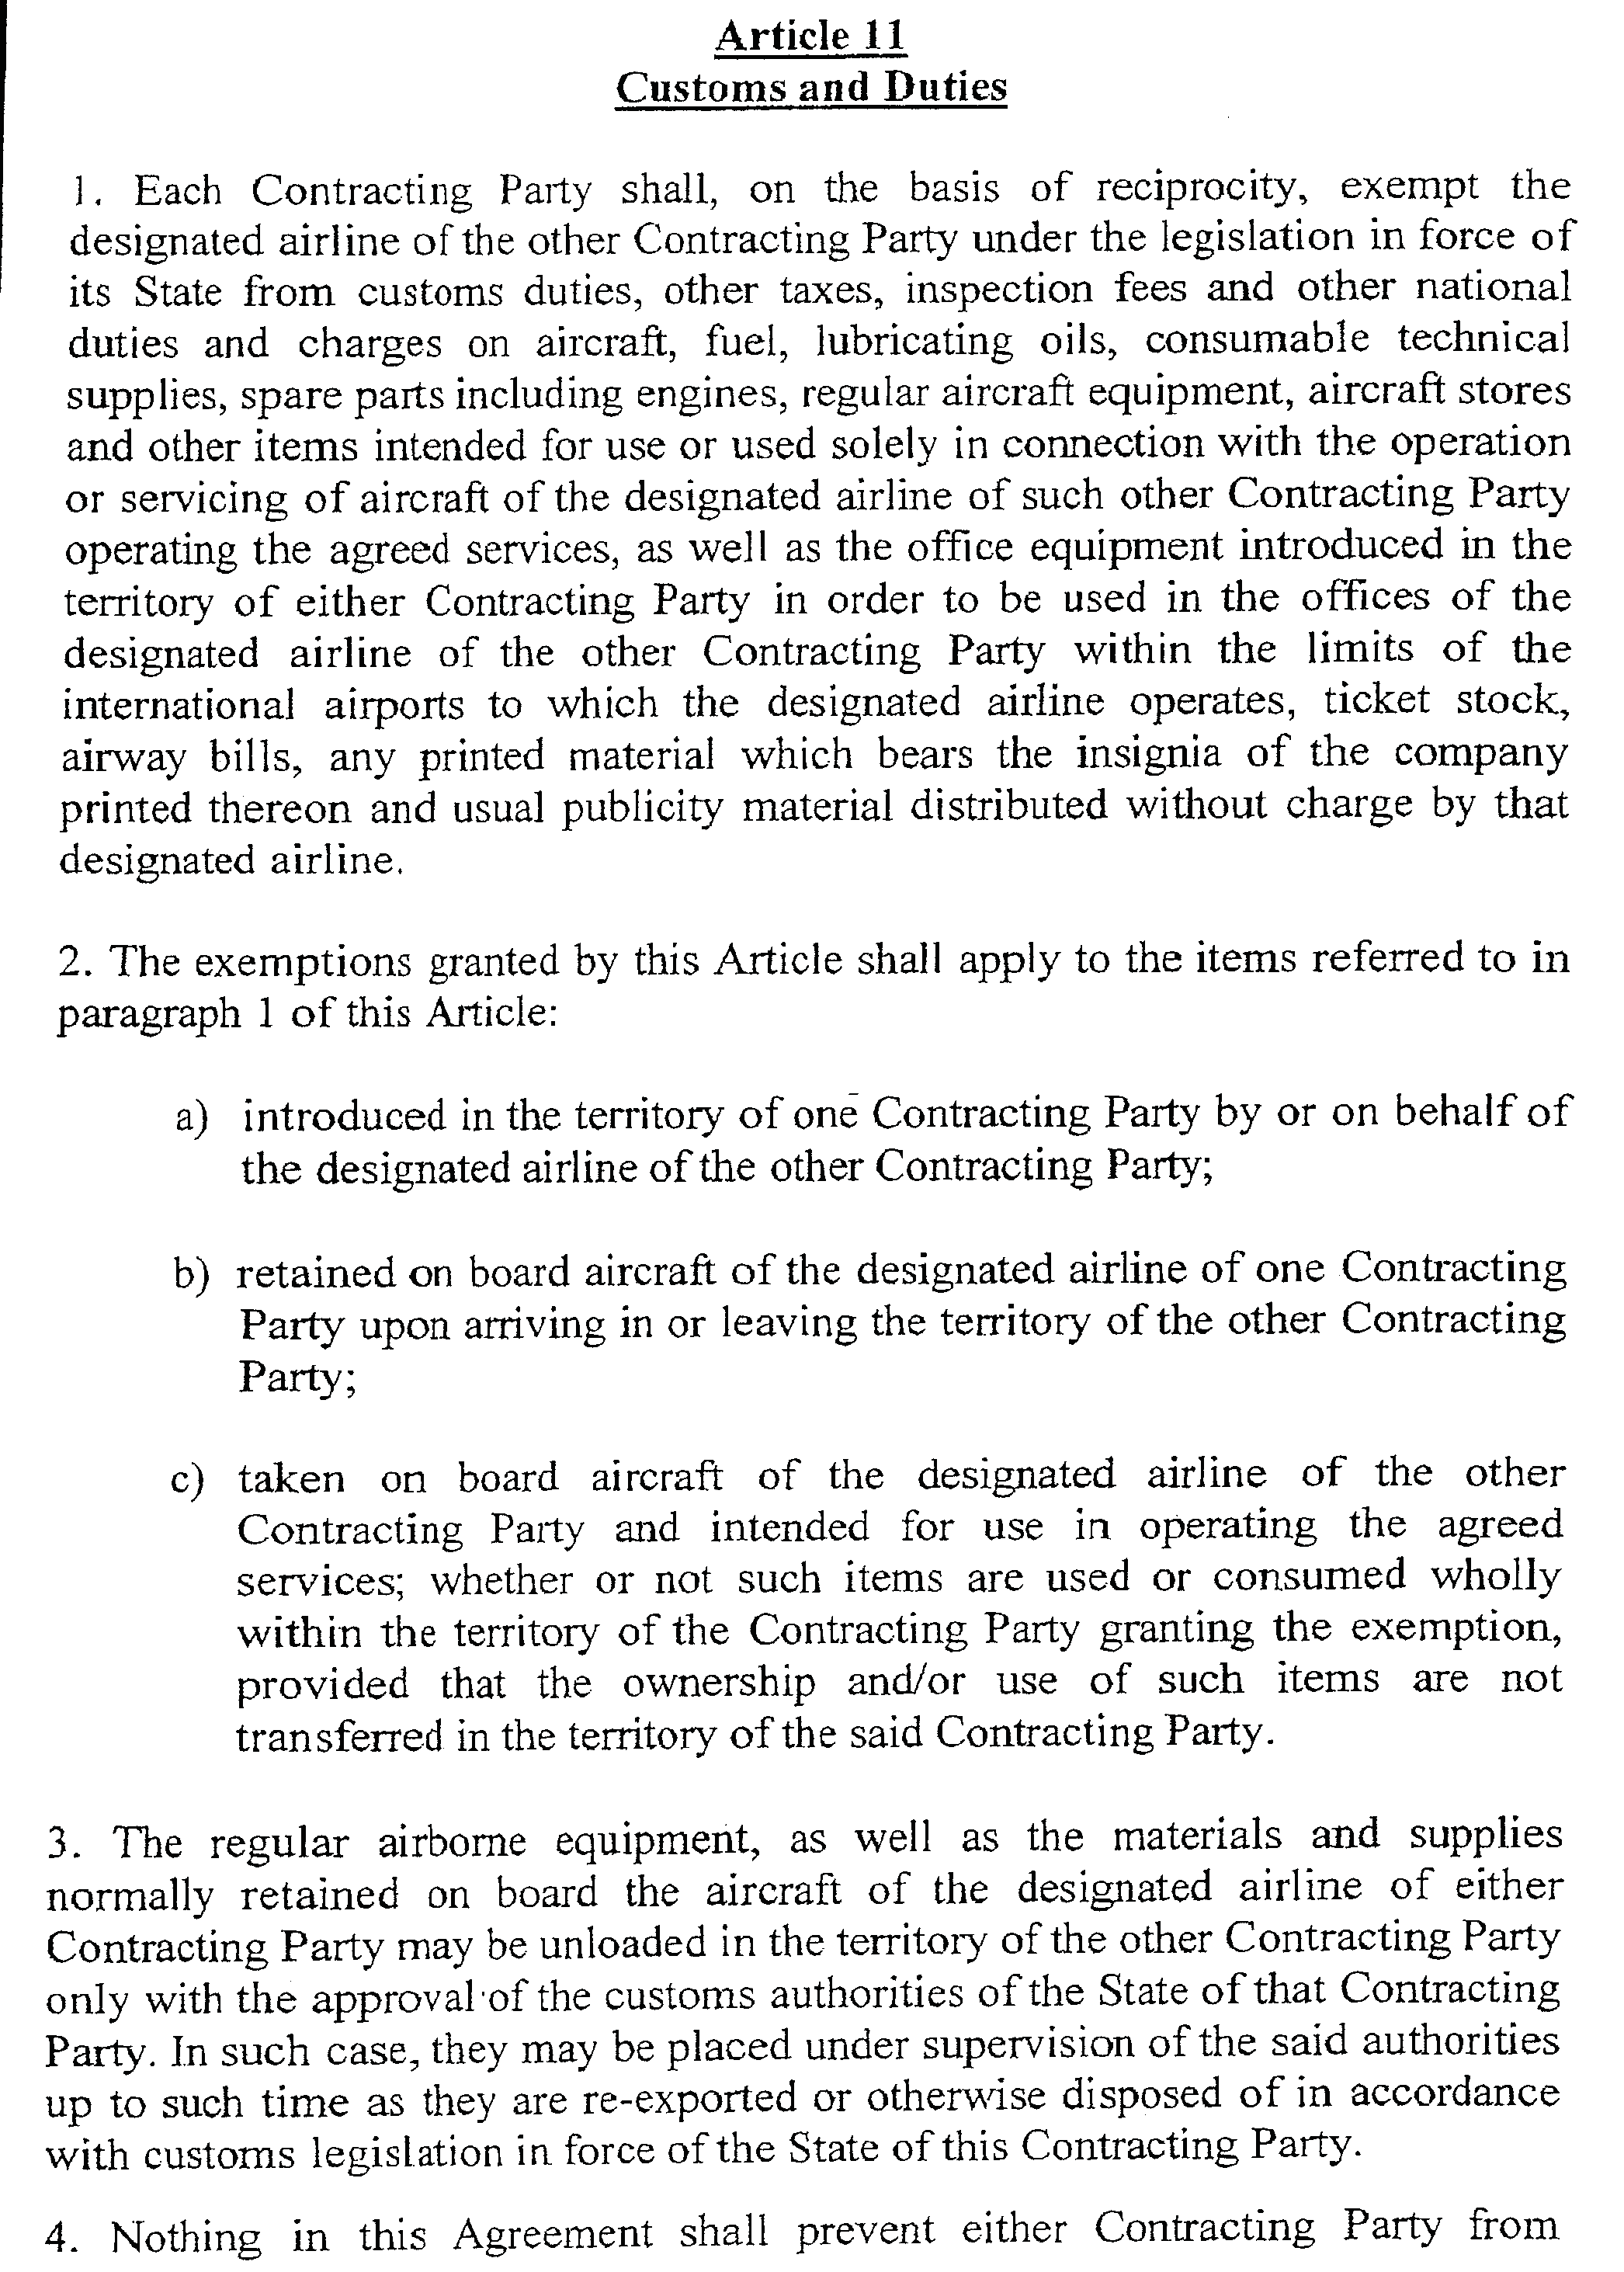 Article 11
Customs and Duties
1. Each Contracting Party shall, on the basis of reciprocity, exempt the
designated airline of the other Contracting Party under the legislation in force of
its State from customs duties, other taxes, inspection fees and other national
duties and charges on aircraft, fuel, lubricating oils, consumable technical
supplies, spare parts including engines, regular aircraft equipment, aircraft stores
and other items intended for use or used solely in connection with the operation
or servicing of aircraft of the designated airline of such other Contracting Party
operating the agreed services, as well as the office equipment introduced in the
territory of either Contracting Party in order to be used in the offices of the
designated airline of the other Contracting Party within the limits of the
international airports to which the designated airline operates, ticket stock,
airway bills, any printed material which bears the insignia of the company
printed thereon and usual publicity material distributed without charge by that
designated airline.
2. The exemptions granted by this Article shall apply to the items referred to in
paragraph 1 of this Article:
a) introduced in the territory of one Contracting Party by or on behalf of
the designated airline of the other Contracting Party;
b) retained on board aircraft of the designated airline of one Contracting
Party upon arriving in or leaving the territory of the other Contracting
Party;
c) taken on board aircraft of the designated airline of the other
Contracting Party and intended for use in operating the agreed
services; whether or not such items are used or consumed wholly
within the territory of the Contracting Party granting the exemption,
provided that the ownership and/or use of such items are not
transferred in the territory of the said Contracting Party.
3. The regular airborne equipment, as well as the materials and supplies
normally retained on board the aircraft of the designated airline of either
Contracting Party may be unloaded in the territory of the other Contracting Party
only with the approval of the customs authorities of the State of that Contracting
Party. In such case, they may be placed under supervision of the said authorities
up to such time as they are re-exported or otherwise disposed of in accordance
with customs legislation in force of the State of this Contracting Party.
4. Nothing in this Agreement shall prevent either Contracting Party from